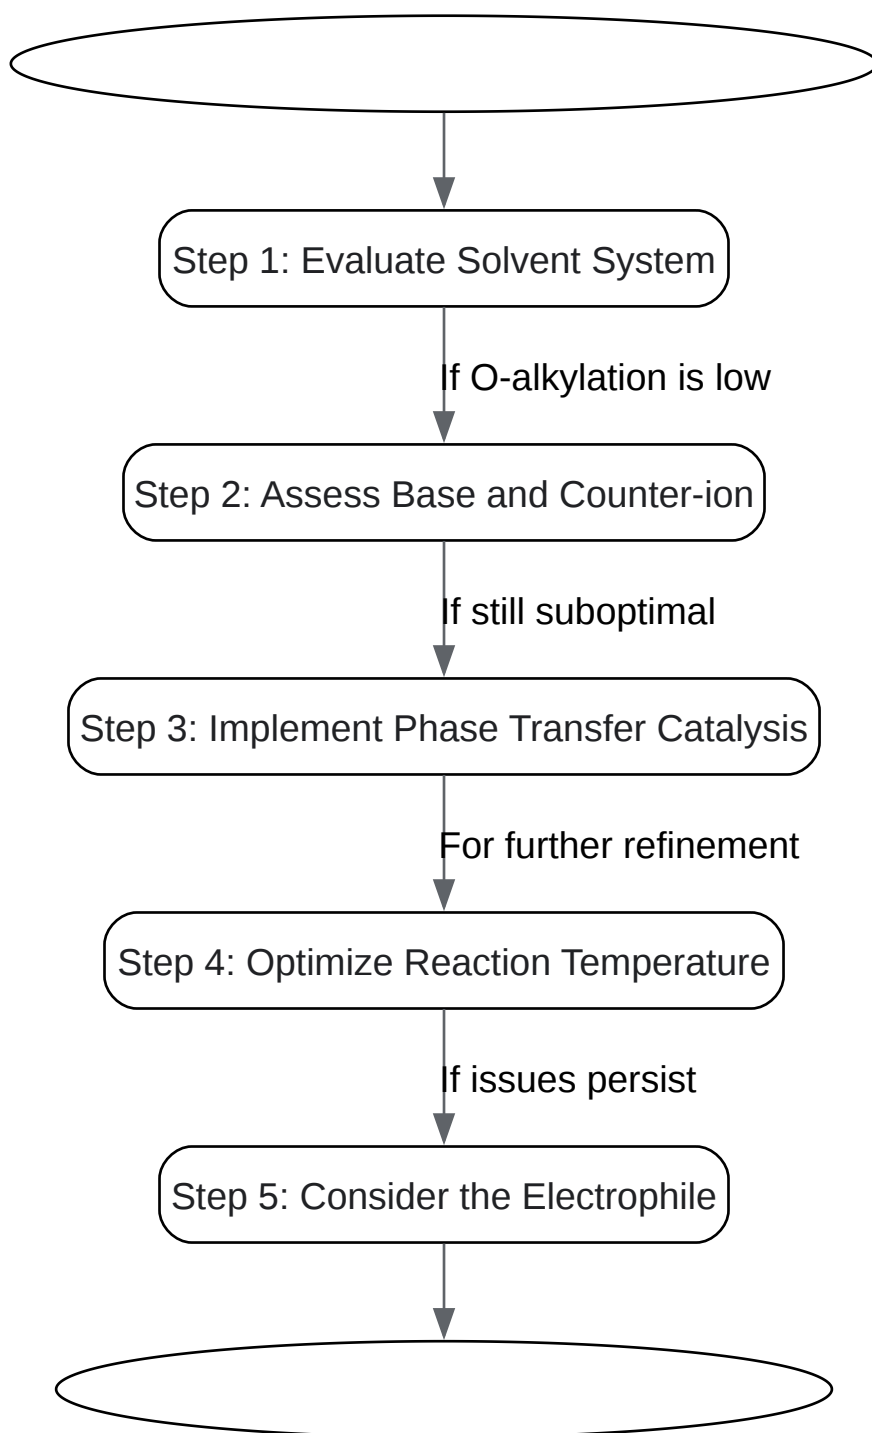 Step 1: Evaluate Solvent System
If O-alkylation is low
Step 2: Assess Base and Counter-ion
If still suboptimal
Step 3: Implement Phase Transfer Catalysis
For further refinement
Step 4: Optimize Reaction Temperature
If issues persist
Step 5: Consider the Electrophile